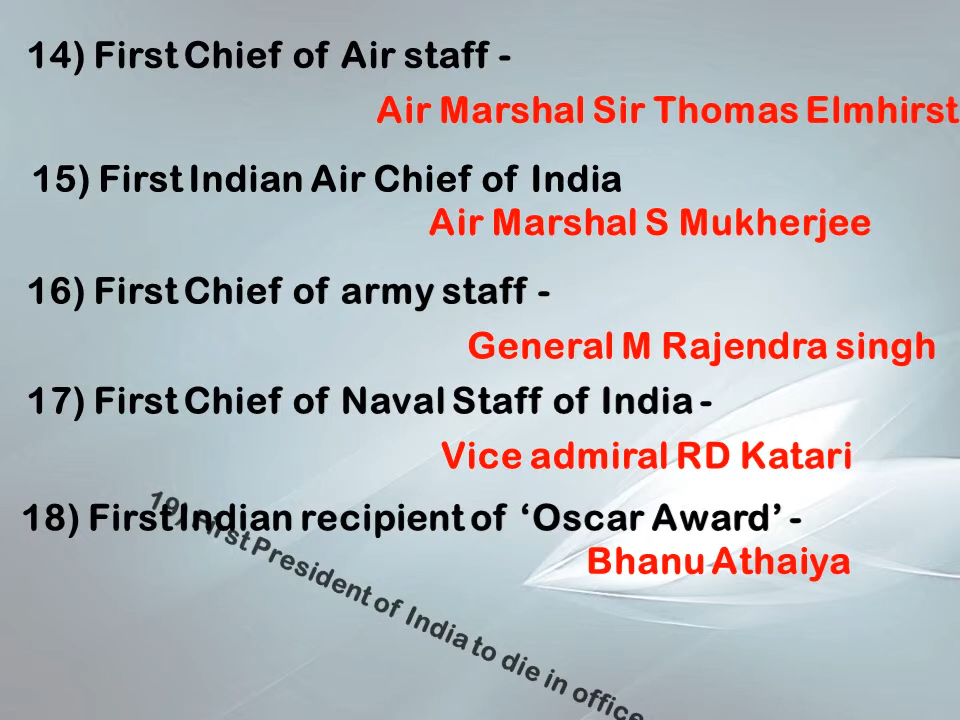 14) First Chief of Air staff -
Air Marshal Sir Thomas Elmhirst
15) First Indian Air Chief of India
Air Marshal S Mukherjee
16) First Chief of army staff -
General M Rajendra singh
17) First Chief of Naval Staff of India -
Vice admiral RD Katari
18) First Indian recipient of ‘Oscar Award’ -
Bhanu Athaiya
19) First President of India to die in office